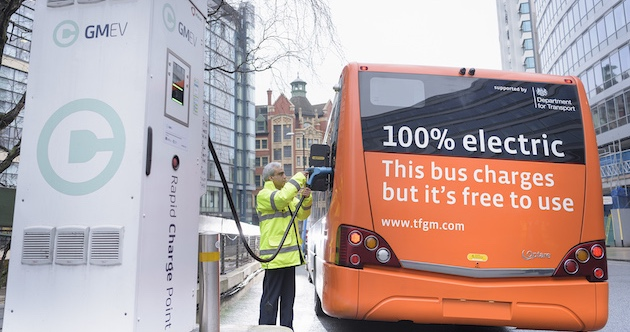 GMEV
Rapid Charge Point
supported by
Department
for Transport
100% electric
This bus charges
but it's free to use
www.tfgm.com
Optare